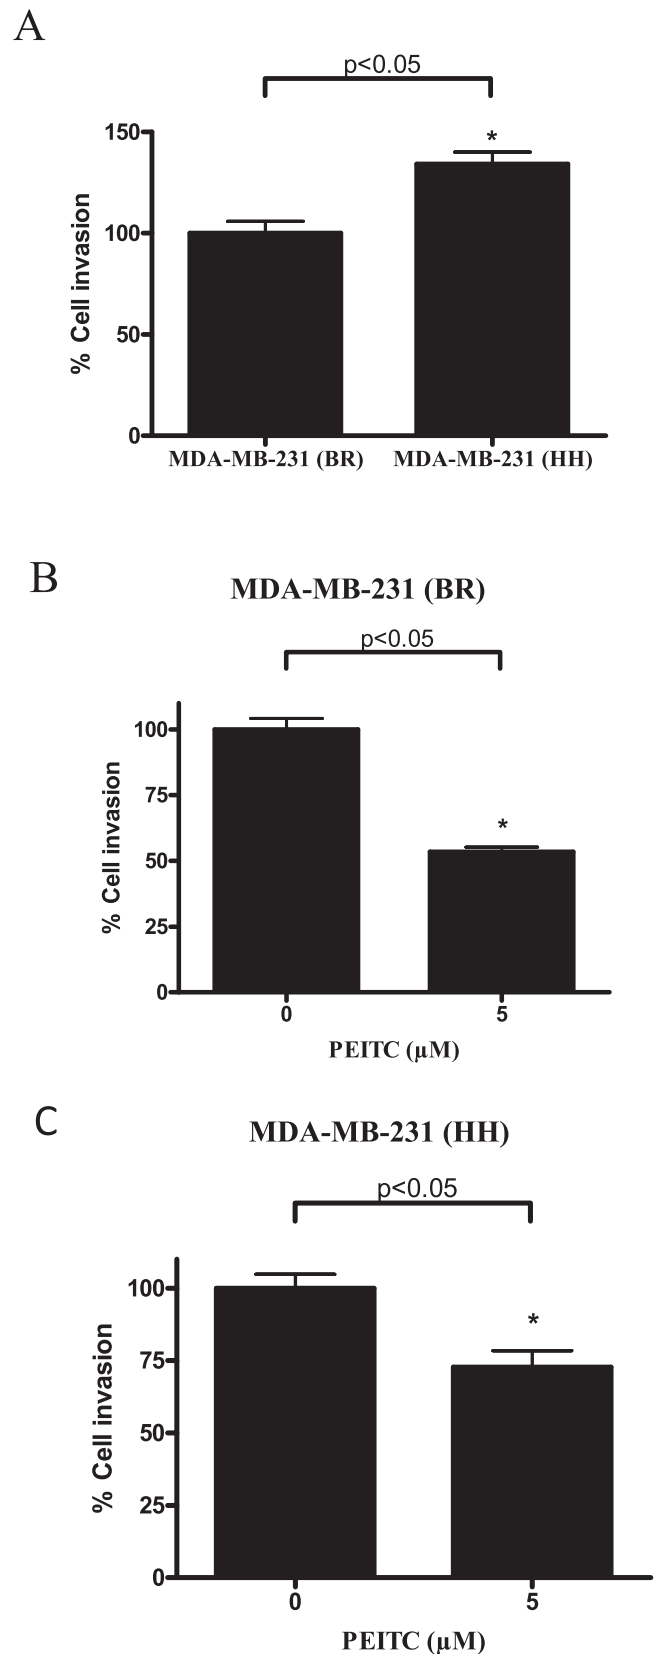 A
p<0.05
*
150
100
50
0
% Cell invasion
MDA-MB-231 (BR) MDA-MB-231 (HH)
B
MDA-MB-231 (BR)
p<0.05
*
100
75
50
25
0
% Cell invasion
0 5
PEITC (µM)
C
MDA-MB-231 (HH)
p<0.05
*
100
75
50
25
0
% Cell invasion
0 5
PEITC (µM)